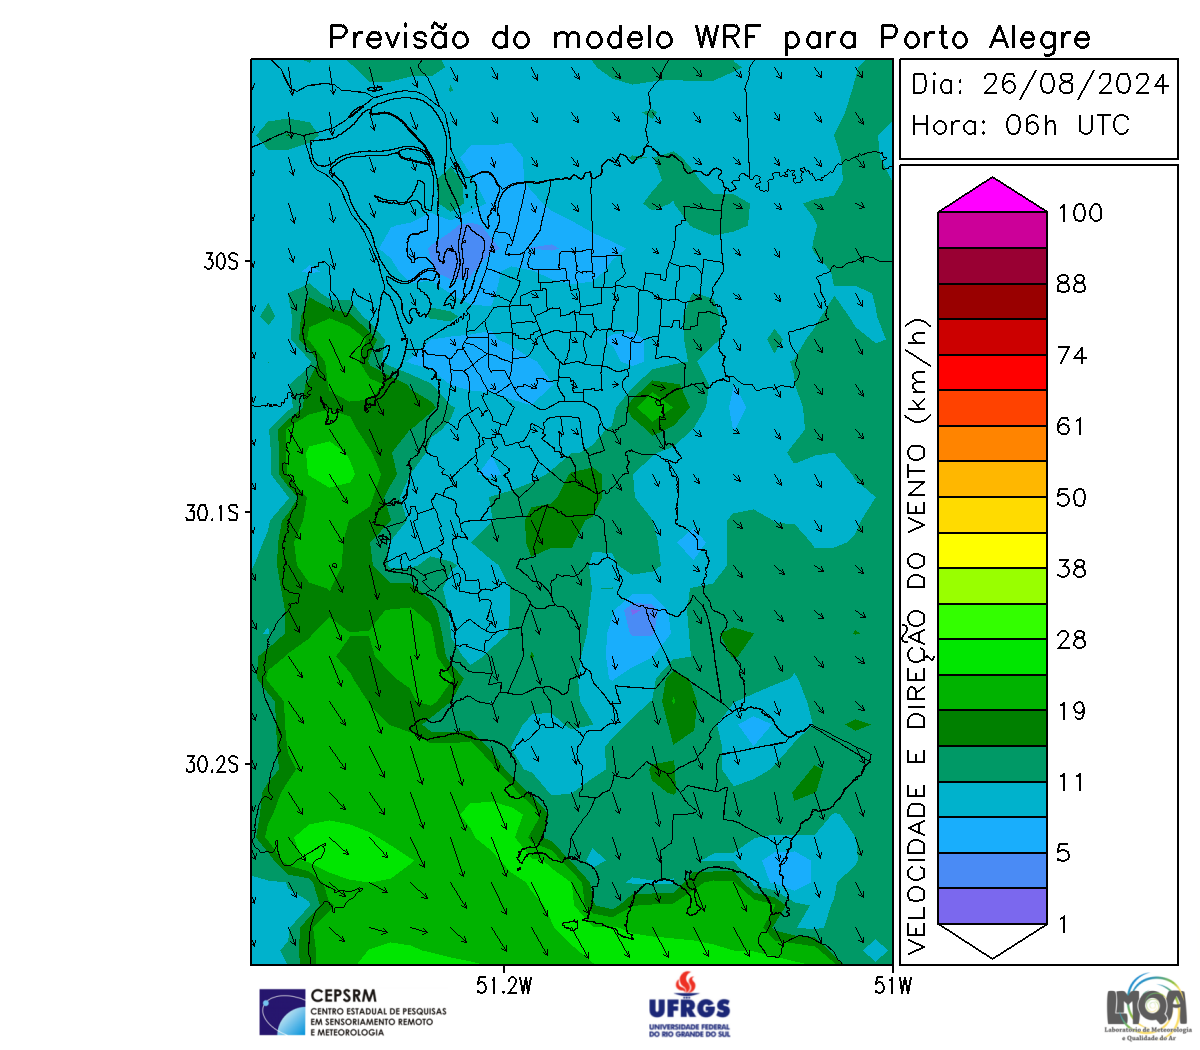 Previsão do modelo WRF para Porto Alegre
Dia: 26/08/2024
Hora: 06h UTC
30S
30.1S
30.2S
51.2W
51W
VELOCIDADE E DIREÇÃO DO VENTO (km/h)
100
88
74
61
50
38
28
19
11
5
1
CEPSRM
CENTRO ESTADUAL DE PESQUISAS
EM SENSORIAMENTO REMOTO
E METEOROLOGIA
UFRGS
UNIVERSIDADE FEDERAL
DO RIO GRANDE DO SUL
LMQA
Laboratório de Meteorologia
e Qualidade do Ar